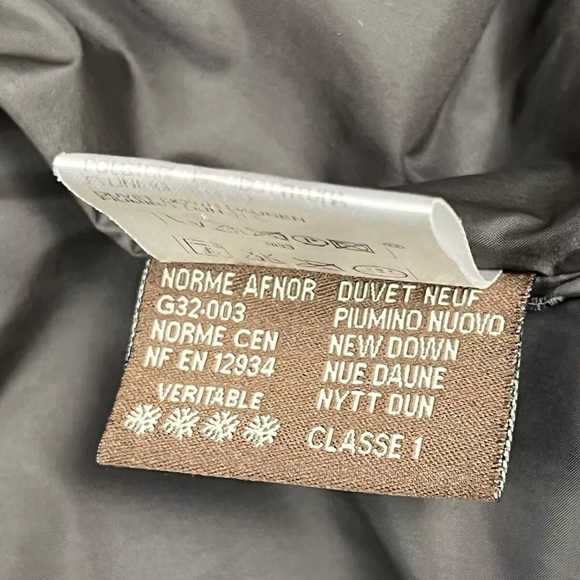 NORME AFNOR
G32-003
NORME CEN
NF EN 12934
VERITABLE
DUVET NEUF
PIUMINO NUOVO
NEW DOWN
NUE DAUNE
NYTT DUN
CLASSE 1